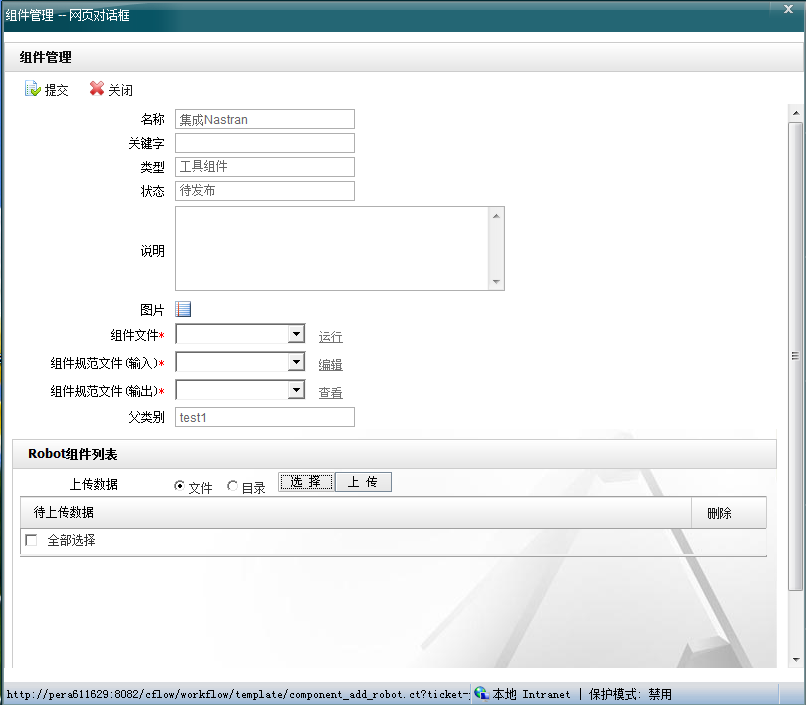 组件管理 -- 网页对话框
组件管理
提交 关闭
名称 集成Nastran
关键字
类型 工具组件
状态 待发布
说明
图片
组件文件* 运行
组件规范文件(输入)* 编辑
组件规范文件(输出)* 查看
父类别 test1
Robot组件列表
上传数据 文件 目录 选 择 上 传
待上传数据 删除
全部选择
http://pera611629:8082/cflow/workflow/template/component_add_robot.ct?ticket- 本地 Intranet | 保护模式: 禁用